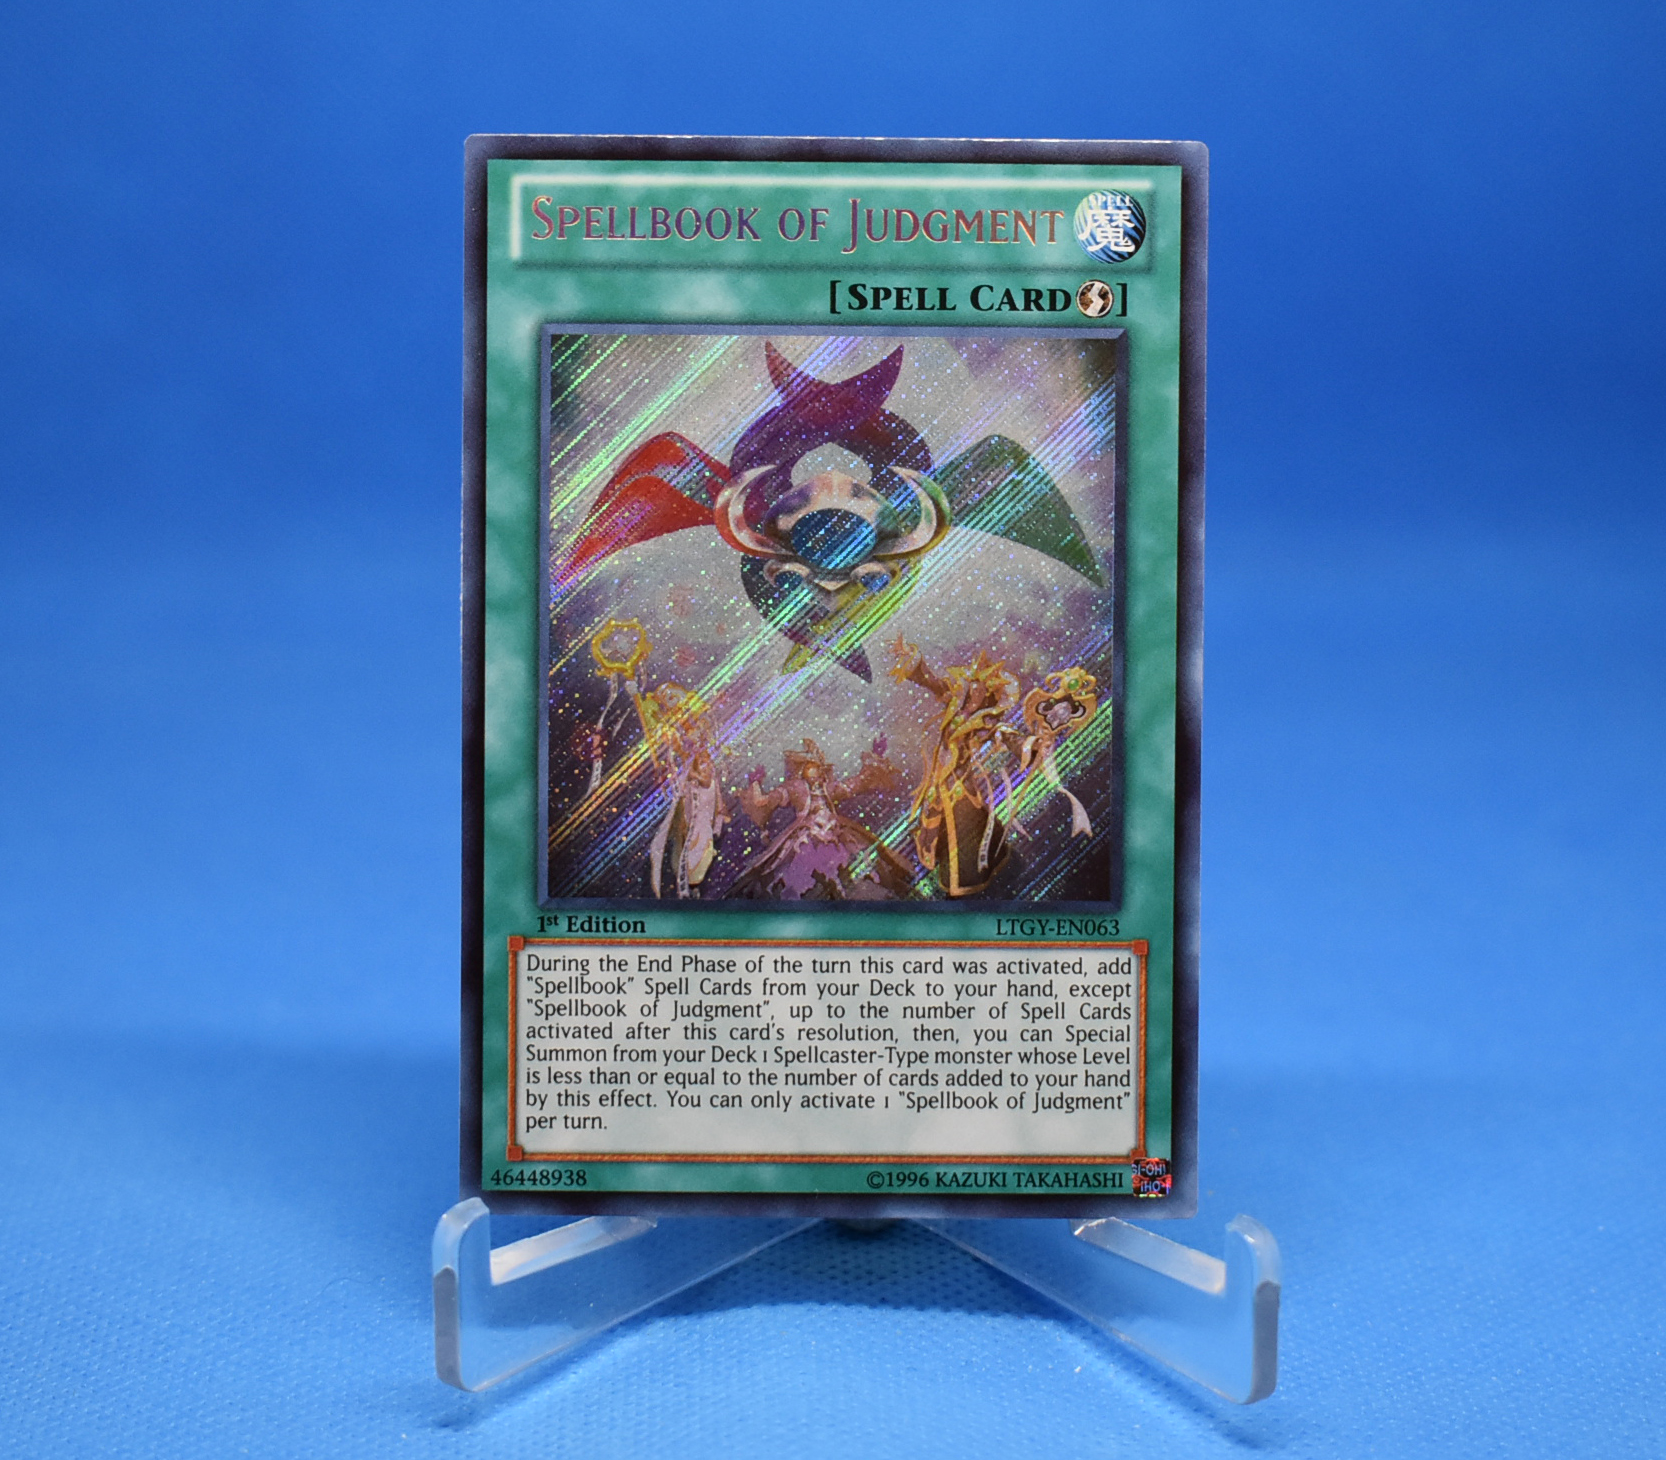 SPELLBOOK OF JUDGMENT
SPELL
魔
[SPELL CARD]
1st Edition
LTGY-EN063
During the End Phase of the turn this card was activated, add
"Spellbook" Spell Cards from your Deck to your hand, except
"Spellbook of Judgment", up to the number of Spell Cards
activated after this card's resolution, then, you can Special
Summon from your Deck 1 Spellcaster-Type monster whose Level
is less than or equal to the number of cards added to your hand
by this effect. You can only activate 1 "Spellbook of Judgment"
per turn.
46448938
©1996 KAZUKI TAKAHASHI